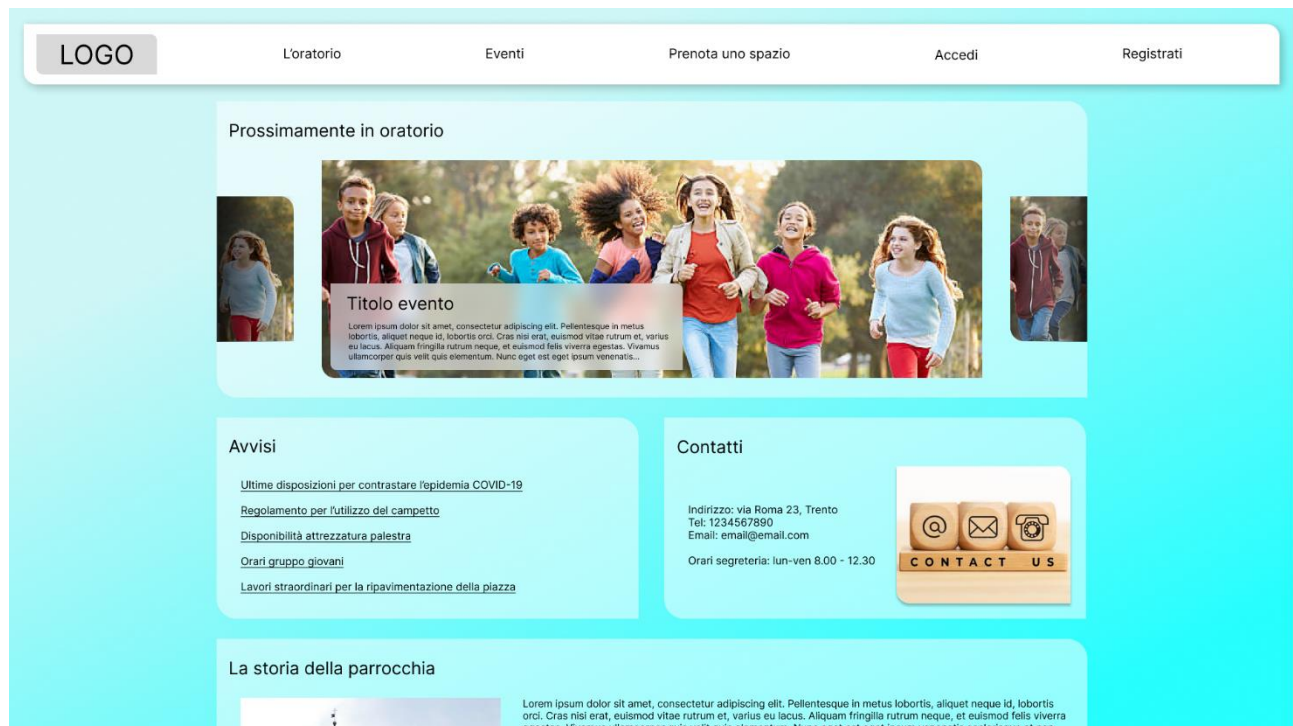 LOGO
L'oratorio
Eventi
Prenota uno spazio
Accedi
Registrati
Prossimamente in oratorio
Titolo evento
Lorem ipsum dolor sit amet, consectetur adipiscing elit. Pellentesque in metus
lobortis, aliquet neque id, lobortis orci. Cras nisi erat, euismod vitae rutrum et, varius
eu lacus. Aliquam fringilla rutrum neque, et euismod felis viverra egestas. Vivamus
ullamcorper quis velit quis elementum. Nunc eget est eget ipsum venenatis...
Avvisi
Ultime disposizioni per contrastare l'epidemia COVID-19
Regolamento per l'utilizzo del campetto
Disponibilità attrezzatura palestra
Orari gruppo giovani
Lavori straordinari per la ripavimentazione della piazza
Contatti
Indirizzo: via Roma 23, Trento
Tel: 1234567890
Email: email@email.com
Orari segreteria: lun-ven 8.00 - 12.30
@
CONTACT US
La storia della parrocchia
Lorem ipsum dolor sit amet, consectetur adipiscing elit. Pellentesque in metus lobortis, aliquet neque id, lobortis
orci. Cras nisi erat, euismod vitae rutrum et, varius eu lacus. Aliquam fringilla rutrum neque, et euismod felis viverra